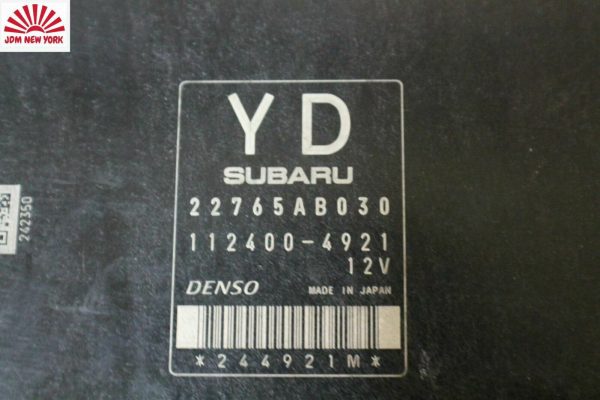 JDM NEW YORK
YD
SUBARU
22765AB030
112400-4921
12V
DENSO MADE IN JAPAN
*244921M*
242350